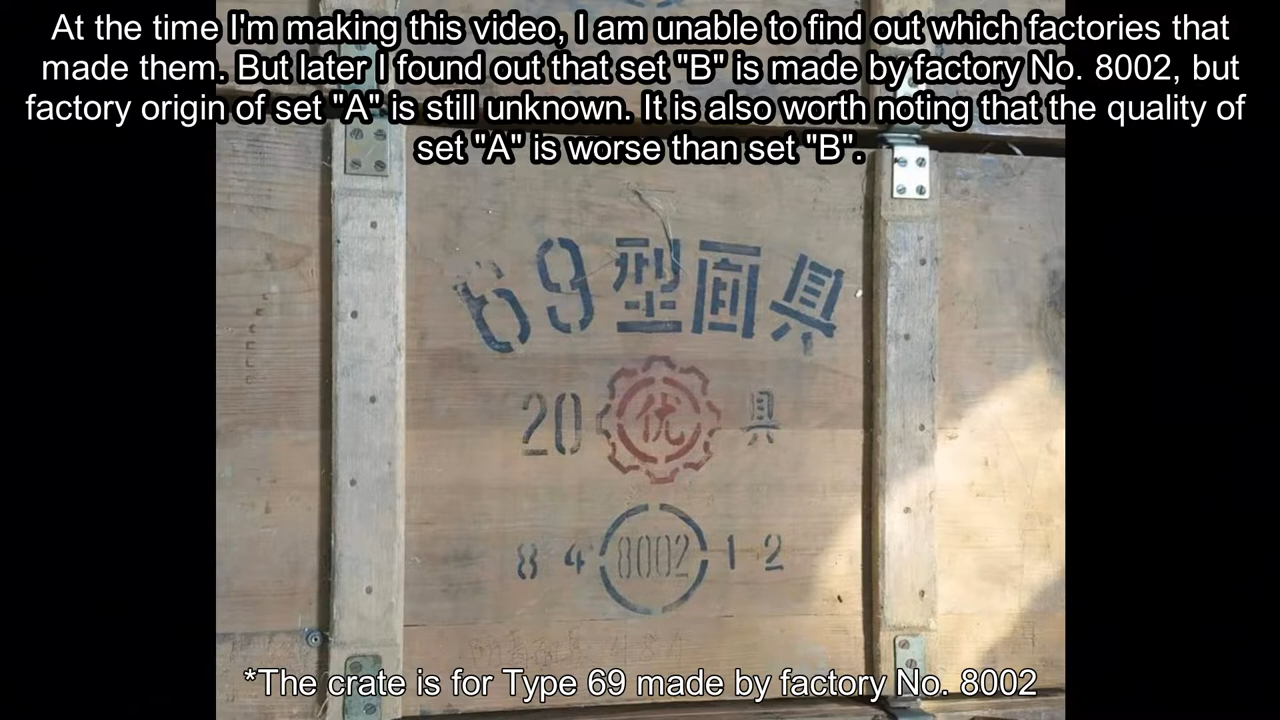 At the time I'm making this video, I am unable to find out which factories that
made them. But later I found out that set "B" is made by factory No. 8002, but
factory origin of set "A" is still unknown. It is also worth noting that the quality of
set "A" is worse than set "B".
69型面具
20 优 具
84 8002 12
*The crate is for Type 69 made by factory No. 8002